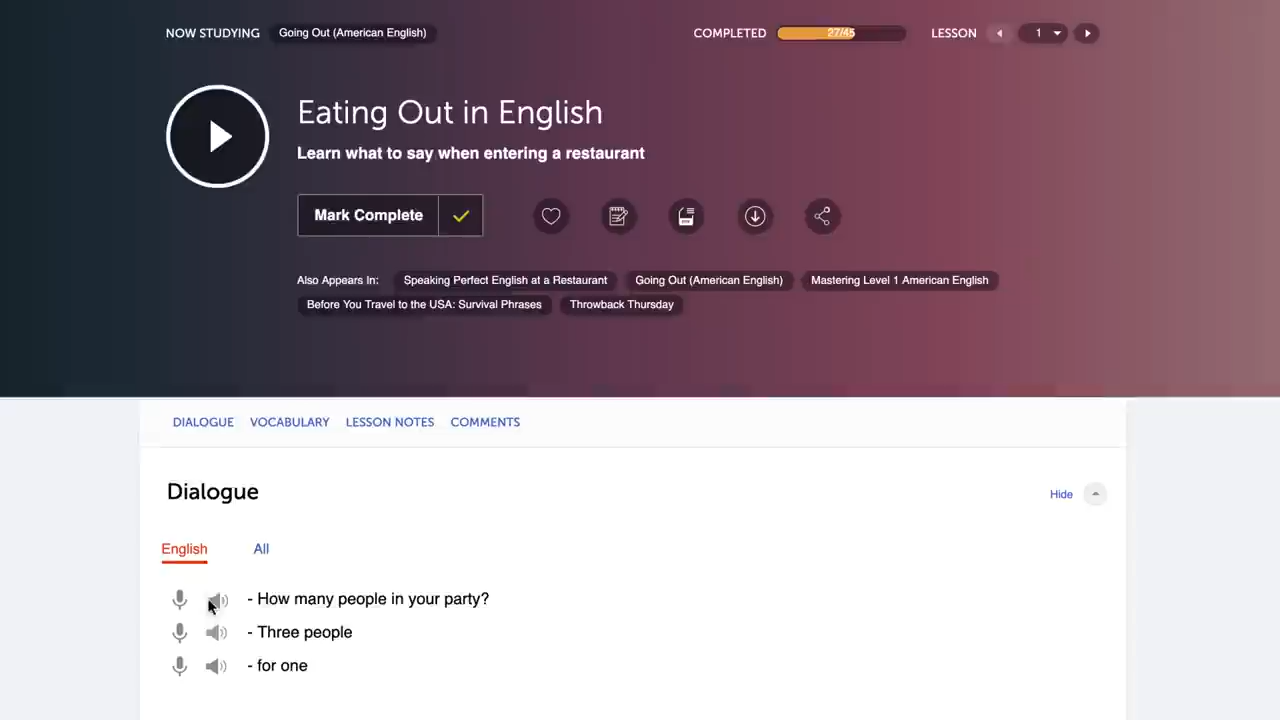 NOW STUDYING Going Out (American English) COMPLETED 27/45 LESSON 1
Eating Out in English
Learn what to say when entering a restaurant
Mark Complete
Also Appears In: Speaking Perfect English at a Restaurant Going Out (American English) Mastering Level 1 American English
Before You Travel to the USA: Survival Phrases Throwback Thursday
DIALOGUE VOCABULARY LESSON NOTES COMMENTS
Dialogue
Hide
English All
- How many people in your party?
- Three people
- for one